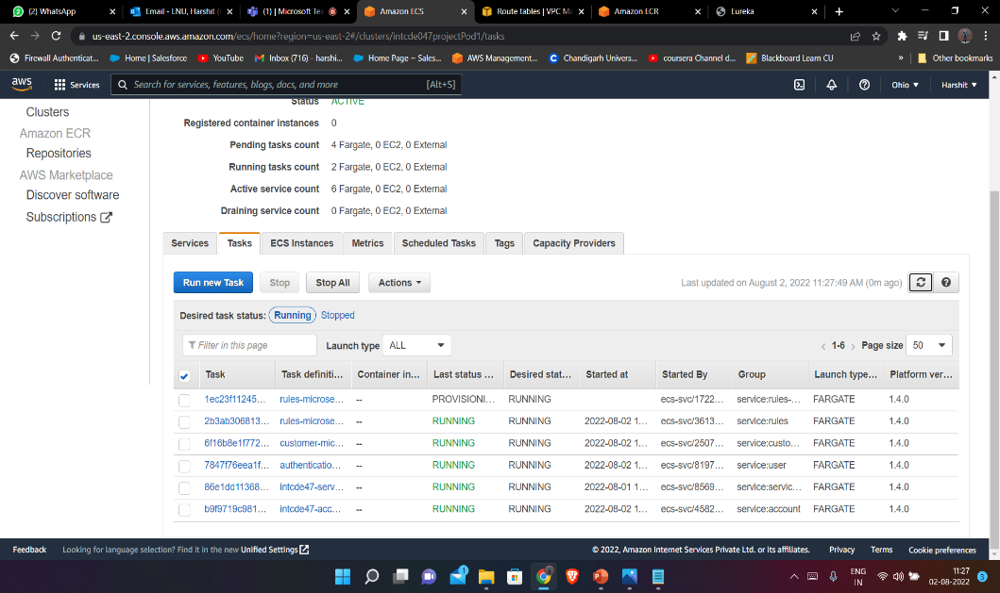 (2) WhatsApp
Email - LNU, Harshit (
(1) | Microsoft Tea
Amazon ECS
Route tables | VPC Ma
Amazon ECR
Eureka
us-east-2.console.aws.amazon.com/ecs/home?region=us-east-2#/clusters/intcde047projectPod1/tasks
Firewall Authenticat...
Home | Salesforce
YouTube
Inbox (716) - harshi...
Home Page ~ Sales...
AWS Management...
Chandigarh Univers...
coursera Channel d...
Blackboard Learn CU
»
Other bookmarks
aws
Services
Search for services, features, blogs, docs, and more
[Alt+S]
Ohio
Harshit
Clusters
Amazon ECR
Repositories
AWS Marketplace
Discover software
Subscriptions
Status ACTIVE
Registered container instances 0
Pending tasks count 4 Fargate, 0 EC2, 0 External
Running tasks count 2 Fargate, 0 EC2, 0 External
Active service count 6 Fargate, 0 EC2, 0 External
Draining service count 0 Fargate, 0 EC2, 0 External
Services Tasks ECS Instances Metrics Scheduled Tasks Tags Capacity Providers
Run new Task Stop Stop All Actions
Last updated on August 2, 2022 11:27:49 AM (0m ago)
Desired task status: Running Stopped
Filter in this page Launch type ALL
1-6 Page size 50
Task Task definiti... Container in... Last status ... Desired stat... Started at Started By Group Launch type... Platform ver...
1ec23f11245... rules-microse... -- PROVISIONI... RUNNING ecs-svc/1722... service:rules-... FARGATE 1.4.0
2b3ab306813... rules-microse... -- RUNNING RUNNING 2022-08-02 1... ecs-svc/3613... service:rules FARGATE 1.4.0
6f16b8e1f772... customer-mic... -- RUNNING RUNNING 2022-08-02 1... ecs-svc/2507... service:custo... FARGATE 1.4.0
7847f76eea1f... authenticatio... -- RUNNING RUNNING 2022-08-02 1... ecs-svc/8197... service:user FARGATE 1.4.0
86e1dd11368... Intcde47-serv... -- RUNNING RUNNING 2022-08-01 1... ecs-svc/8569... service:servic... FARGATE 1.4.0
b9f9719c981... intcde47-acc... -- RUNNING RUNNING 2022-08-02 1... ecs-svc/4582... service:account FARGATE 1.4.0
Feedback Looking for language selection? Find it in the new Unified Settings
© 2022, Amazon Internet Services Private Ltd. or its affiliates. Privacy Terms Cookie preferences
ENG
IN
11:27
02-08-2022
3